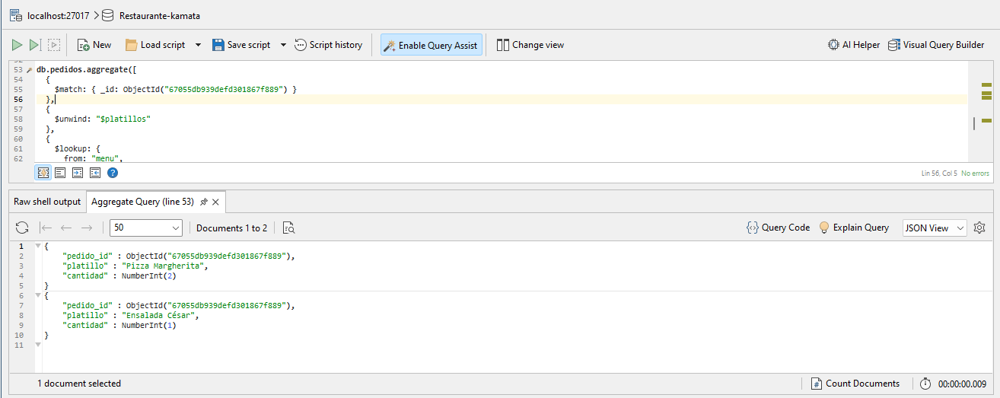 localhost:27017 > Restaurante-kamata
New Load script Save script Script history Enable Query Assist Change view AI Helper Visual Query Builder
52
53 db.pedidos.aggregate([
54 {
55 $match: { _id: ObjectId("67055db939defd301867f889") }
56 },
57 {
58 $unwind: "$platillos"
59 },
60 {
61 $lookup: {
62 from: "menu",
Lin 56, Col 5 No errors
Raw shell output Aggregate Query (line 53)
50 Documents 1 to 2 Query Code Explain Query JSON View
1 {
2 "pedido_id" : ObjectId("67055db939defd301867f889"),
3 "platillo" : "Pizza Margherita",
4 "cantidad" : NumberInt(2)
5 }
6 {
7 "pedido_id" : ObjectId("67055db939defd301867f889"),
8 "platillo" : "Ensalada César",
9 "cantidad" : NumberInt(1)
10 }
11
1 document selected Count Documents 00:00:00.009